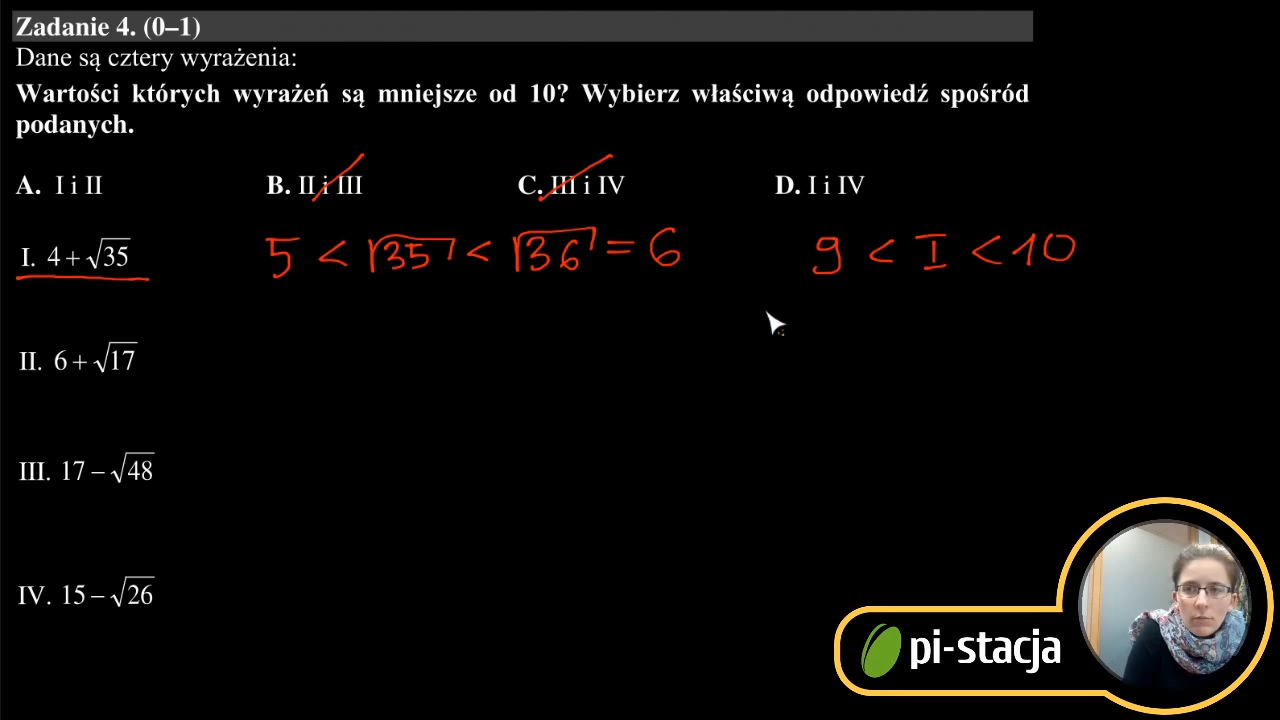 Zadanie 4. (0–1)
Dane są cztery wyrażenia:
Wartości których wyrażeń są mniejsze od 10? Wybierz właściwą odpowiedź spośród
podanych.
A. I i II B. II i III C. III i IV D. I i IV
I. 4 + √35 5 < √35 < √36 = 6 9 < I < 10
II. 6 + √17
III. 17 – √48
IV. 15 – √26
pi-stacja